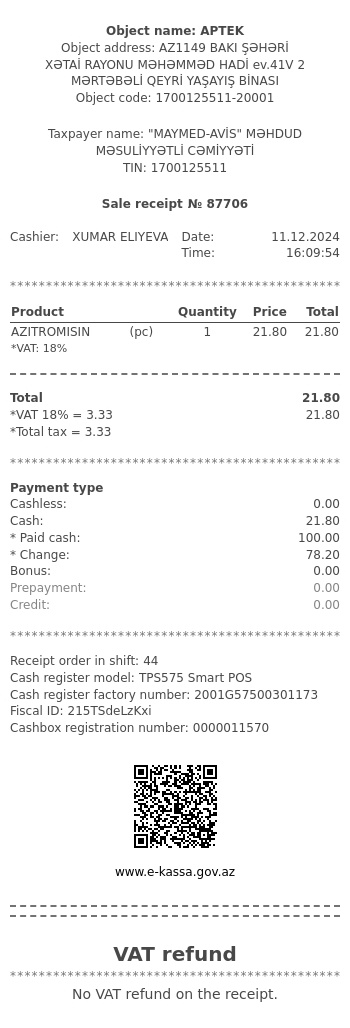 Object name: APTEK
Object address: AZ1149 BAKI ŞƏHƏRİ
XƏTAİ RAYONU MƏHƏMMƏD HADİ ev.41V 2
MƏRTƏBƏLİ QEYRİ YAŞAYIŞ BİNASI
Object code: 1700125511-20001
Taxpayer name: "MAYMED-AVİS" MƏHDUD
MƏSULİYYƏTLİ CƏMİYYƏTİ
TIN: 1700125511
Sale receipt № 87706
Cashier: XUMAR ELIYEVA Date: 11.12.2024
Time: 16:09:54
********************************************
Product Quantity Price Total
AZITROMISIN (pc) 1 21.80 21.80
*VAT: 18%
Total 21.80
*VAT 18% = 3.33 21.80
*Total tax = 3.33
********************************************
Payment type
Cashless: 0.00
Cash: 21.80
* Paid cash: 100.00
* Change: 78.20
Bonus: 0.00
Prepayment: 0.00
Credit: 0.00
********************************************
Receipt order in shift: 44
Cash register model: TPS575 Smart POS
Cash register factory number: 2001G57500301173
Fiscal ID: 215TSdeLzKxi
Cashbox registration number: 0000011570
www.e-kassa.gov.az
VAT refund
********************************************
No VAT refund on the receipt.